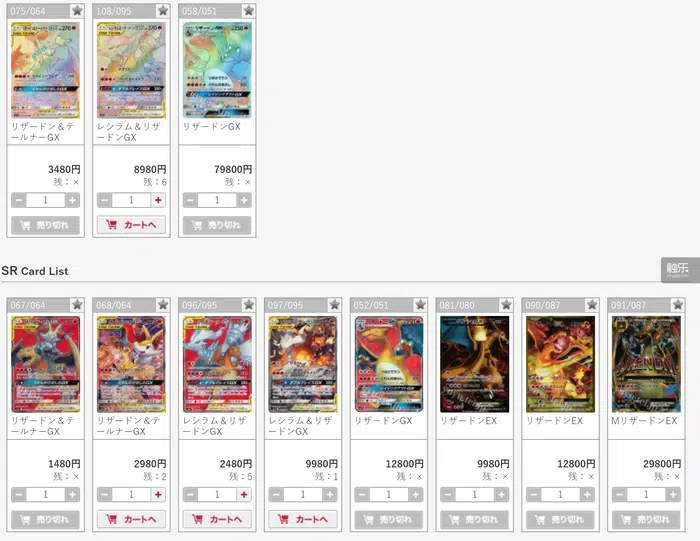 075/064
108/095
058/051
リザードン＆テ
ールナーGX
レシラム＆リザ
ードンGX
リザードンGX
3480円
8980円
79800円
残：×
残：6
残：×
− 1 +
− 1 +
− 1 +
売り切れ
カートへ
売り切れ
SR Card List
触乐
067/064
068/064
096/095
097/095
052/051
081/080
090/087
091/087
リザードン＆テ
ールナーGX
リザードン＆テ
ールナーGX
レシラム＆リザ
ードンGX
レシラム＆リザ
ードンGX
リザードンGX
リザードンEX
リザードンEX
MリザードンEX
1480円
2980円
2480円
9980円
12800円
9980円
12800円
29800円
残：×
残：2
残：5
残：1
残：×
残：×
残：×
残：×
− 1 +
− 1 +
− 1 +
− 1 +
− 1 +
− 1 +
− 1 +
− 1 +
売り切れ
カートへ
カートへ
カートへ
売り切れ
売り切れ
売り切れ
売り切れ